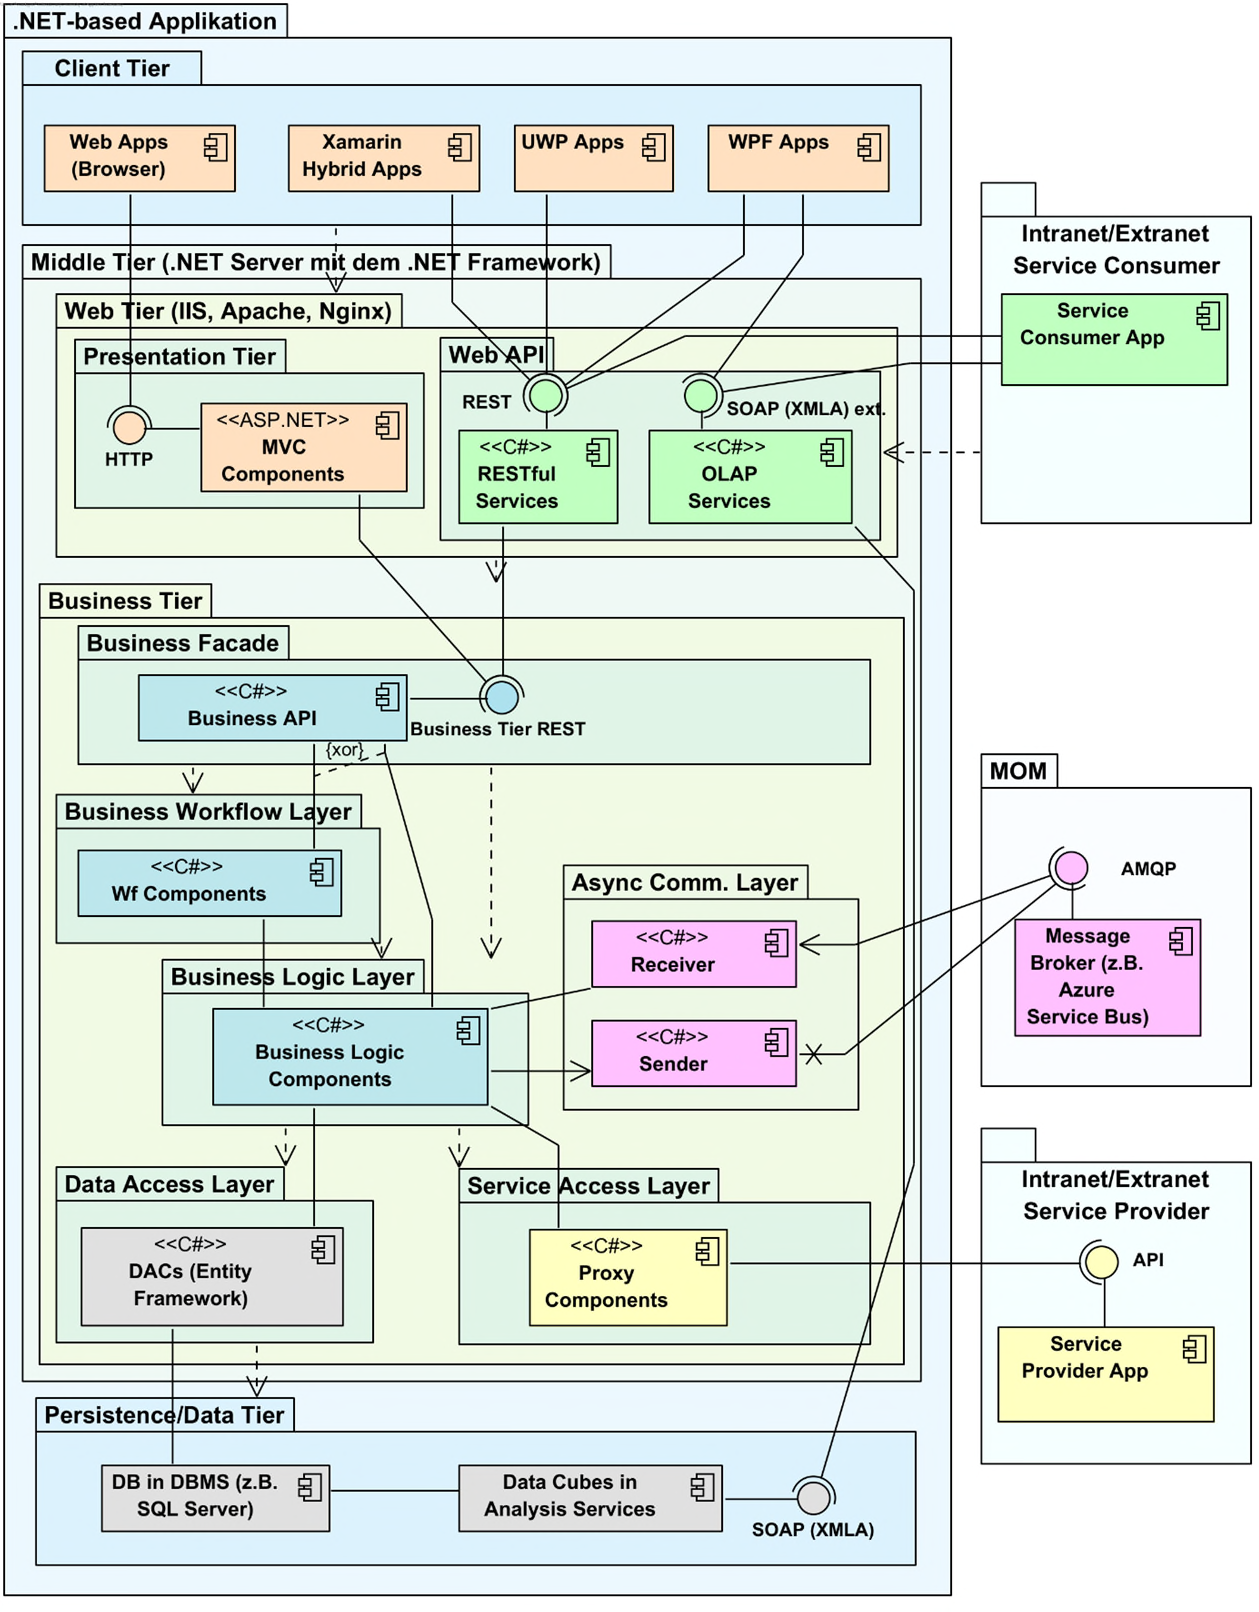 .NET-based Applikation
Client Tier
Web Apps
(Browser)
Xamarin
Hybrid Apps
UWP Apps
WPF Apps
Intranet/Extranet
Service Consumer
Service
Consumer App
Middle Tier (.NET Server mit dem .NET Framework)
Web Tier (IIS, Apache, Nginx)
Presentation Tier
HTTP
<<ASP.NET>>
MVC
Components
Web API
REST
SOAP (XMLA) ext.
<<C#>>
RESTful
Services
<<C#>>
OLAP
Services
Business Tier
Business Facade
<<C#>>
Business API
Business Tier REST
{xor}
Business Workflow Layer
<<C#>>
Wf Components
MOM
AMQP
Message
Broker (z.B.
Azure
Service Bus)
Async Comm. Layer
<<C#>>
Receiver
<<C#>>
Sender
Business Logic Layer
<<C#>>
Business Logic
Components
Data Access Layer
<<C#>>
DACs (Entity
Framework)
Service Access Layer
<<C#>>
Proxy
Components
Intranet/Extranet
Service Provider
API
Service
Provider App
Persistence/Data Tier
DB in DBMS (z.B.
SQL Server)
Data Cubes in
Analysis Services
SOAP (XMLA)